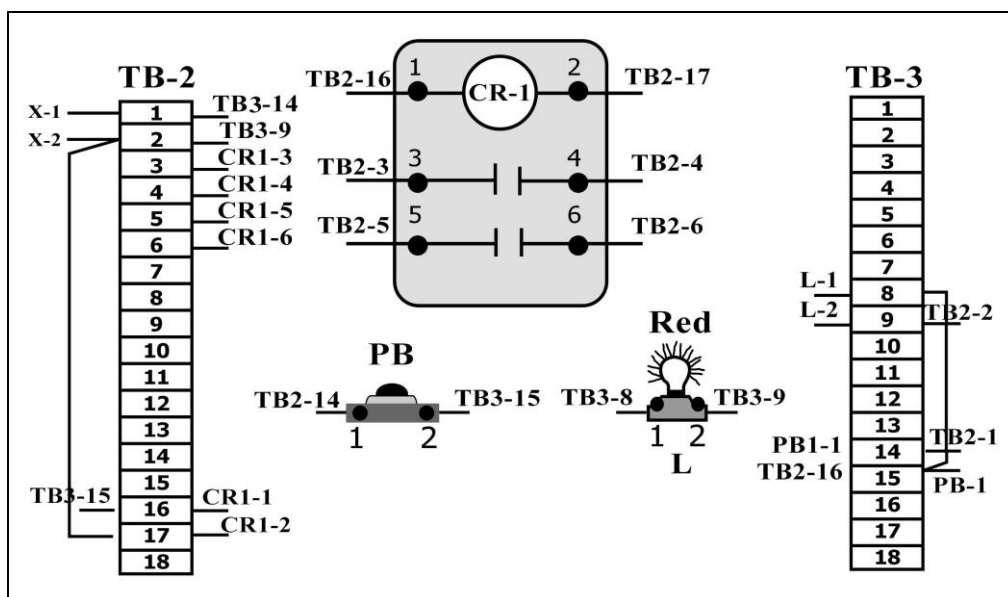 TB-2
X-1
X-2
1 TB3-14
2 TB3-9
3 CR1-3
4 CR1-4
5 CR1-5
6 CR1-6
7
8
9
10
11
12
13
14
15
TB3-15 16 CR1-1
17 CR1-2
18
TB2-16 1 CR-1 2 TB2-17
TB2-3 3 4 TB2-4
TB2-5 5 6 TB2-6
PB
TB2-14 TB3-15
1 2
Red
TB3-8 TB3-9
1 2
L
TB-3
1
2
3
4
5
6
7
L-1 8
L-2 9 TB2-2
10
11
12
13
PB1-1 14 TB2-1
TB2-16 15 PB-1
16
17
18